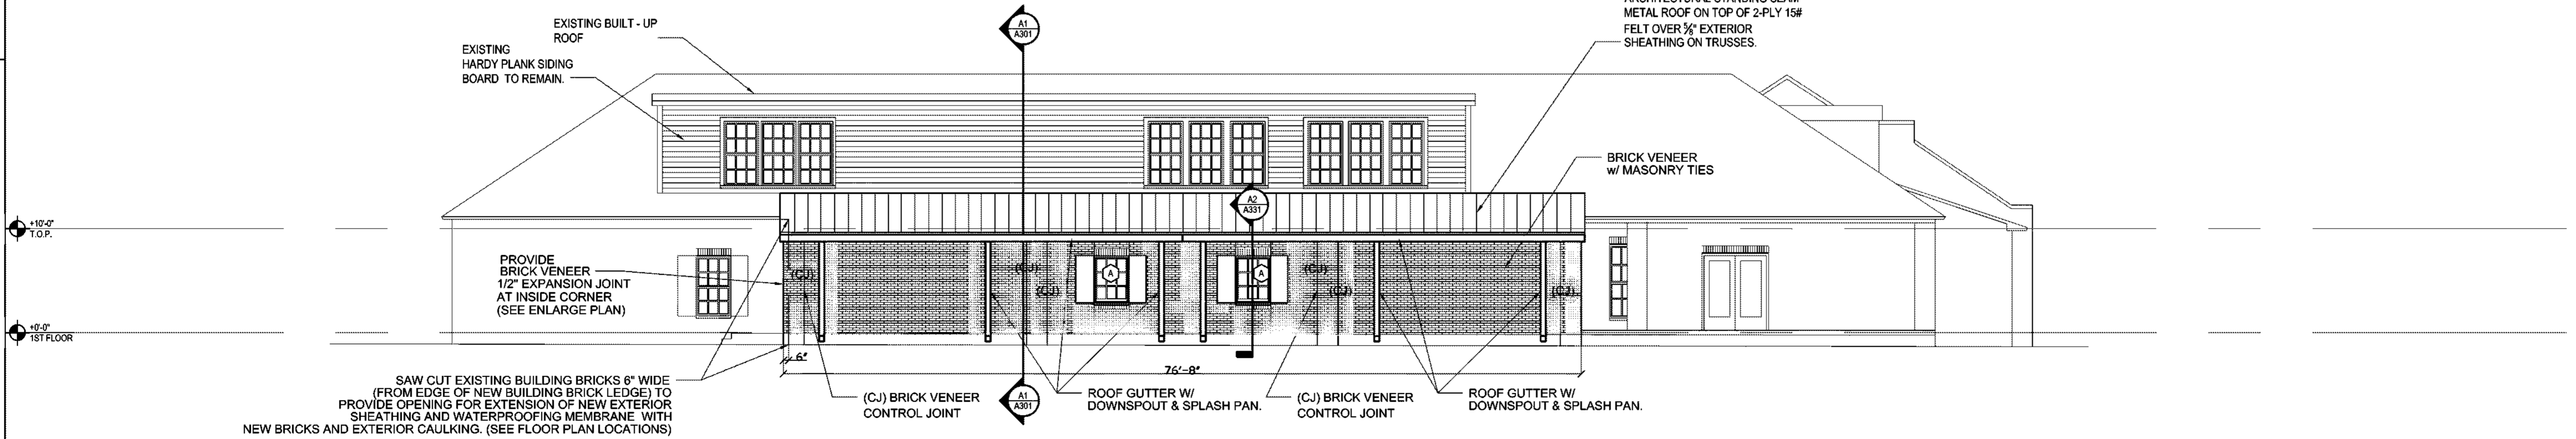 EXISTING BUILT - UP
ROOF
EXISTING
HARDY PLANK SIDING
BOARD TO REMAIN.
A1
A301
METAL ROOF ON TOP OF 2-PLY 15#
FELT OVER ⅝" EXTERIOR
SHEATHING ON TRUSSES.
BRICK VENEER
w/ MASONRY TIES
A2
A331
+10'-0"
T.O.P.
PROVIDE
BRICK VENEER
1/2" EXPANSION JOINT
AT INSIDE CORNER
(SEE ENLARGE PLAN)
(CJ)
(CJ)
(CJ)
A
A
(CJ)
(CJ)
(CJ)
+0'-0"
1ST FLOOR
6"
76'-8"
SAW CUT EXISTING BUILDING BRICKS 6" WIDE
(FROM EDGE OF NEW BUILDING BRICK LEDGE) TO
PROVIDE OPENING FOR EXTENSION OF NEW EXTERIOR
SHEATHING AND WATERPROOFING MEMBRANE WITH
NEW BRICKS AND EXTERIOR CAULKING. (SEE FLOOR PLAN LOCATIONS)
(CJ) BRICK VENEER
CONTROL JOINT
A1
A301
ROOF GUTTER W/
DOWNSPOUT & SPLASH PAN.
(CJ) BRICK VENEER
CONTROL JOINT
ROOF GUTTER W/
DOWNSPOUT & SPLASH PAN.